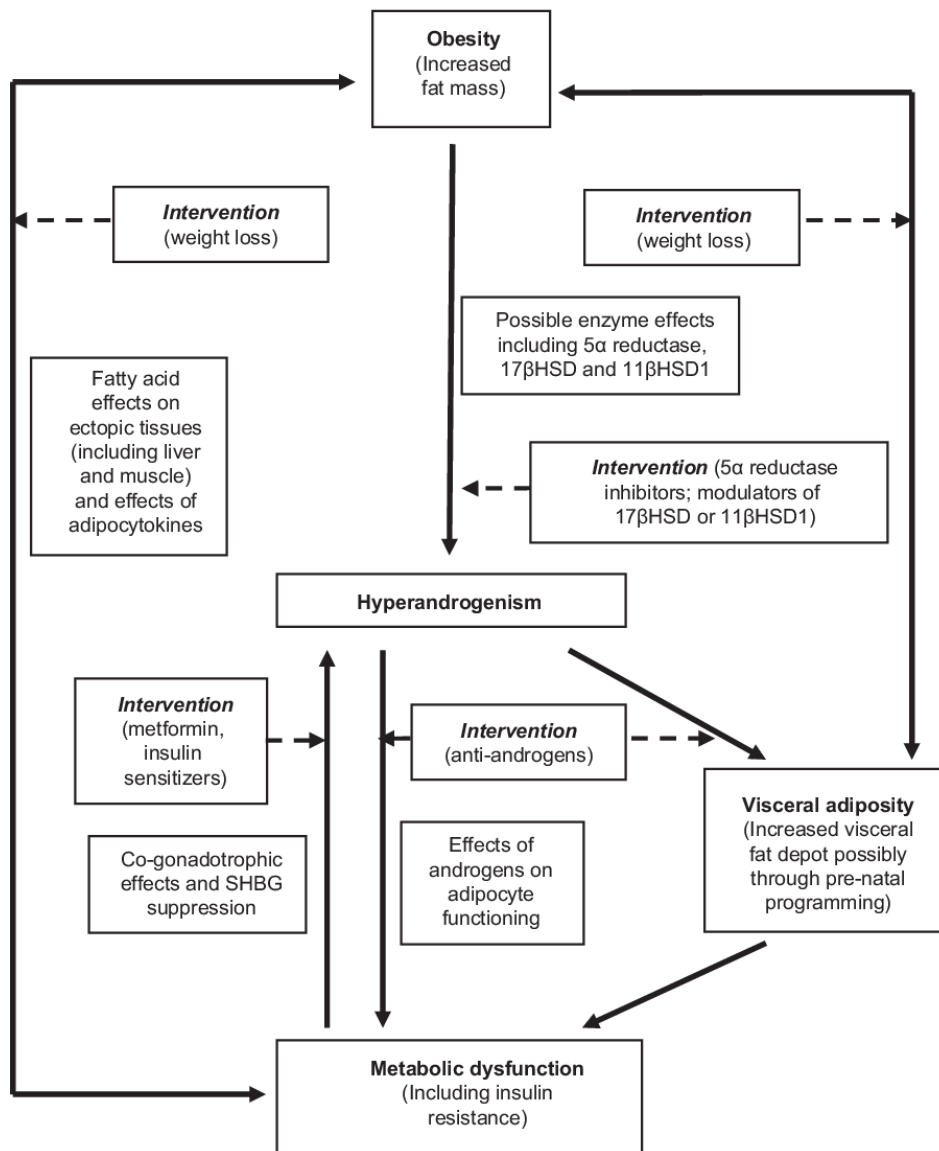 Obesity
(Increased
fat mass)
Intervention
(weight loss)
Intervention
(weight loss)
Possible enzyme effects
including 5α reductase,
17βHSD and 11βHSD1
Fatty acid
effects on
ectopic tissues
(including liver
and muscle)
and effects of
adipocytokines
Intervention (5α reductase
inhibitors; modulators of
17βHSD or 11βHSD1)
Hyperandrogenism
Intervention
(metformin,
insulin
sensitizers)
Intervention
(anti-androgens)
Visceral adiposity
(Increased visceral
fat depot possibly
through pre-natal
programming)
Co-gonadotrophic
effects and SHBG
suppression
Effects of
androgens on
adipocyte
functioning
Metabolic dysfunction
(Including insulin
resistance)